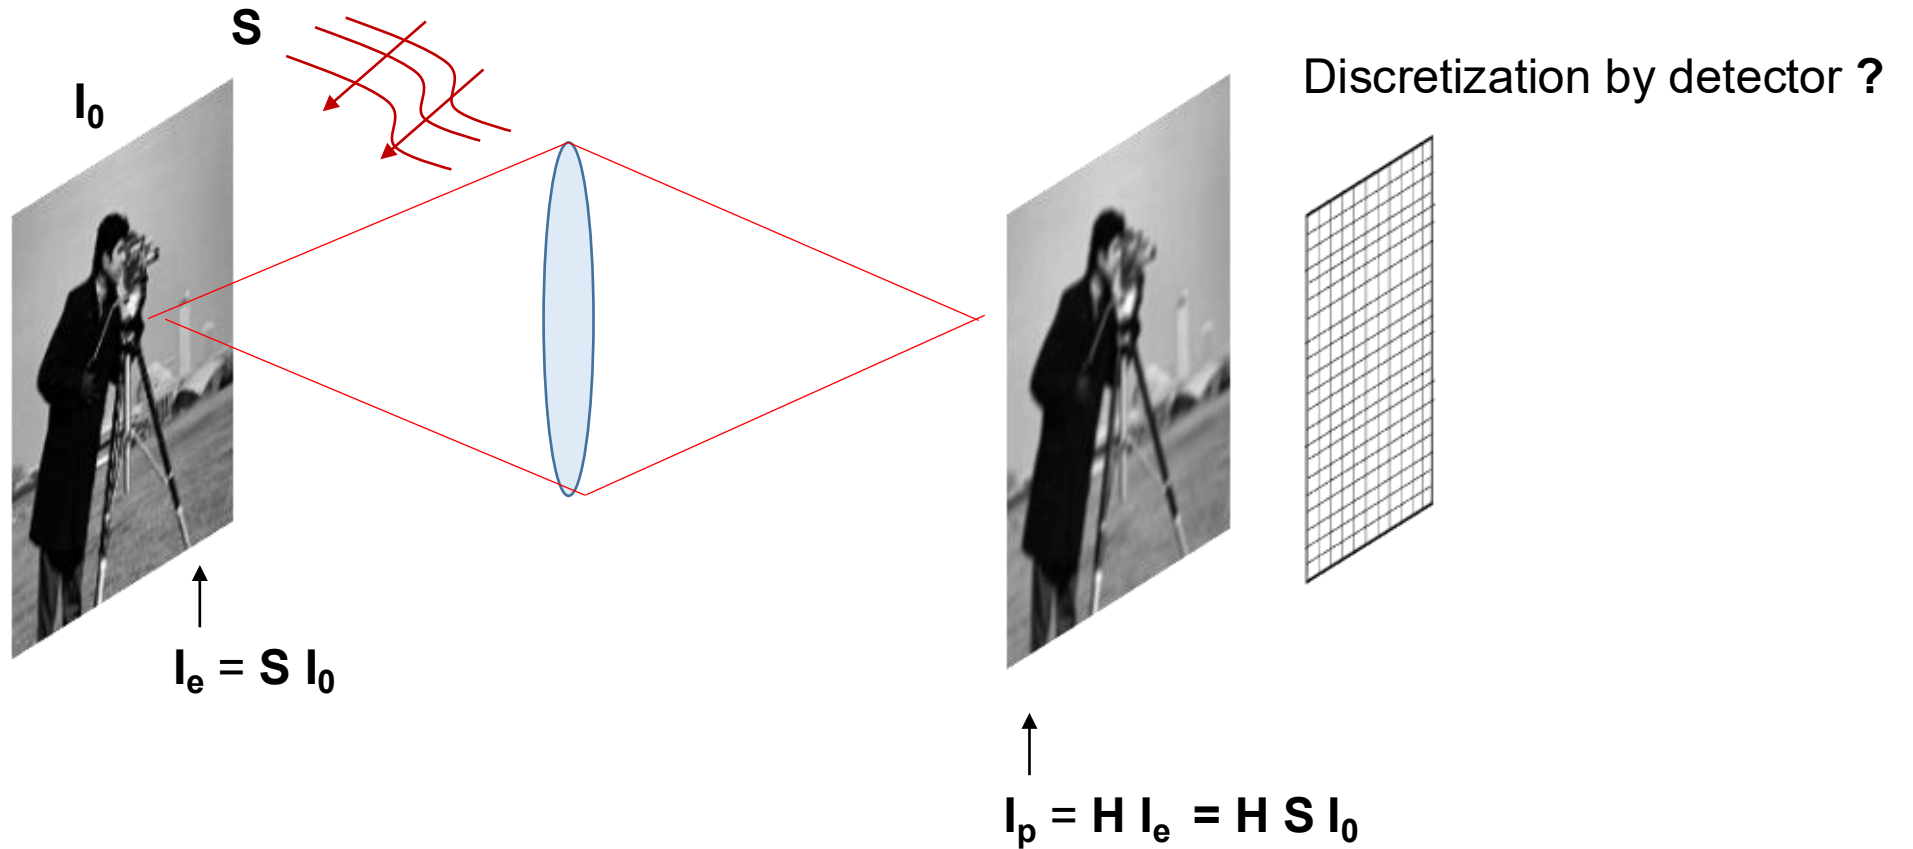 S
I₀
Discretization by detector ?
Iₑ = S I₀
Iₚ = H Iₑ = H S I₀